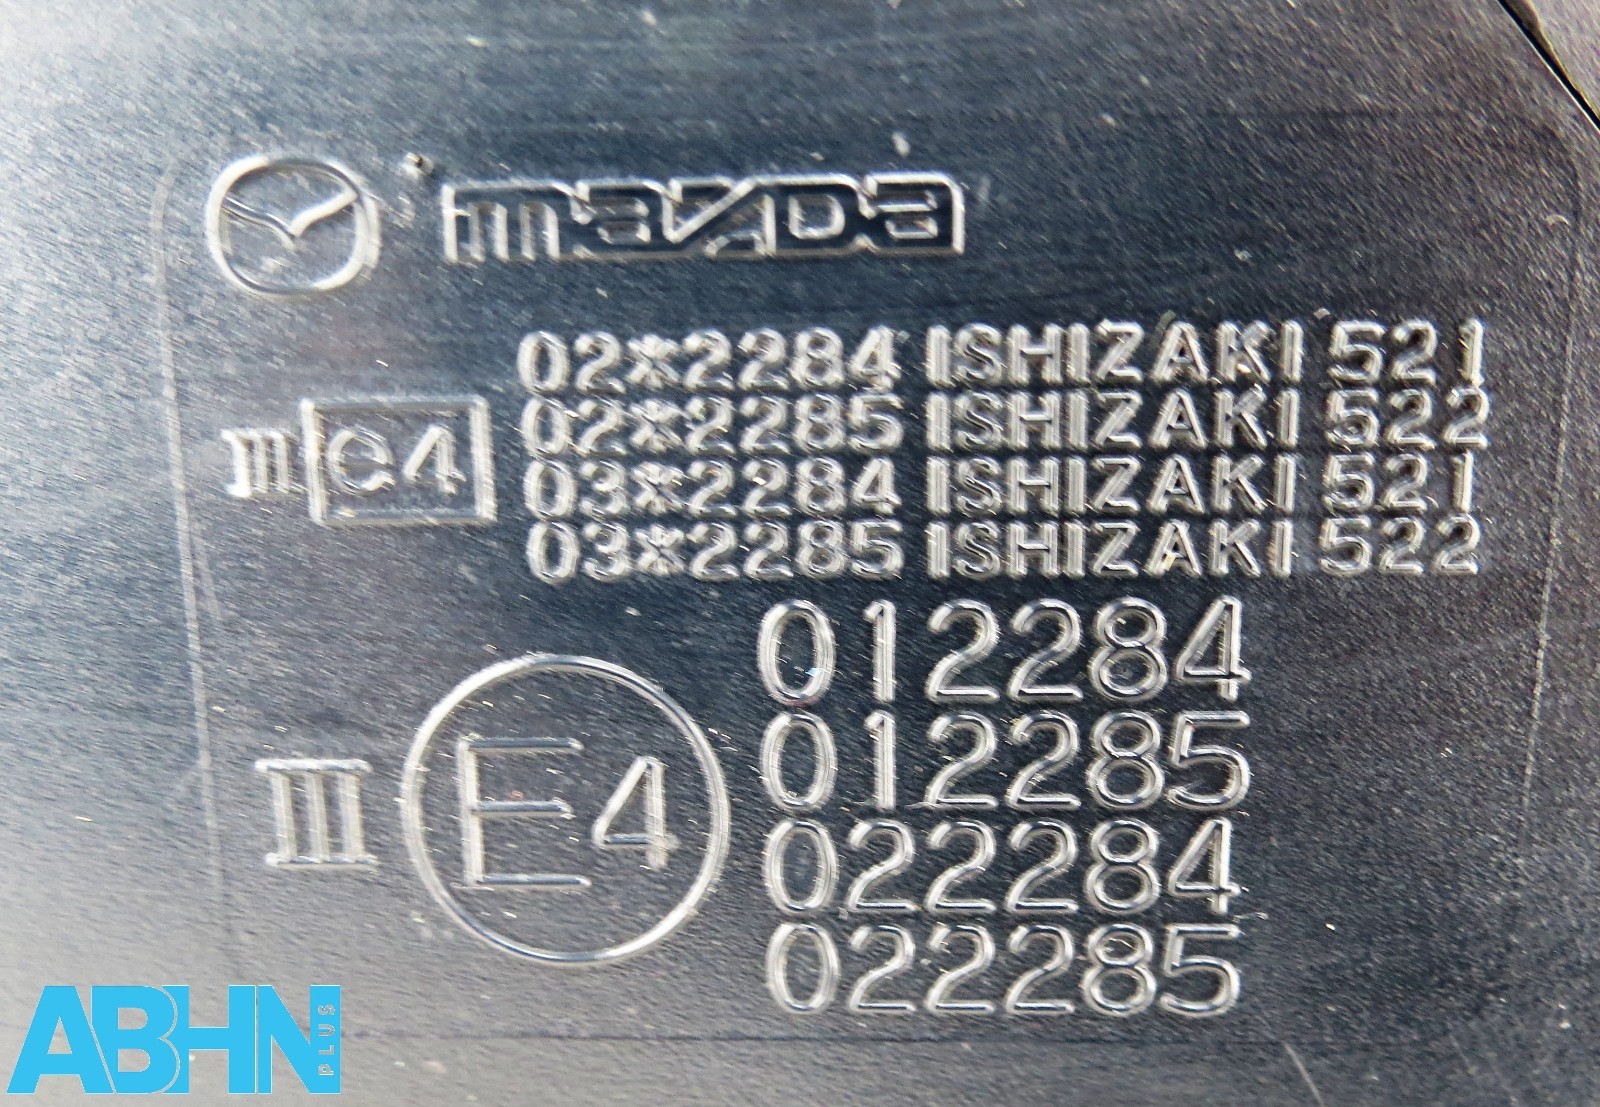 mazda
02*2284 ISHIZAKI 521
02*2285 ISHIZAKI 522
III e4
03*2284 ISHIZAKI 521
03*2285 ISHIZAKI 522
012284
012285
III E4
022284
022285
ABHN PLUS